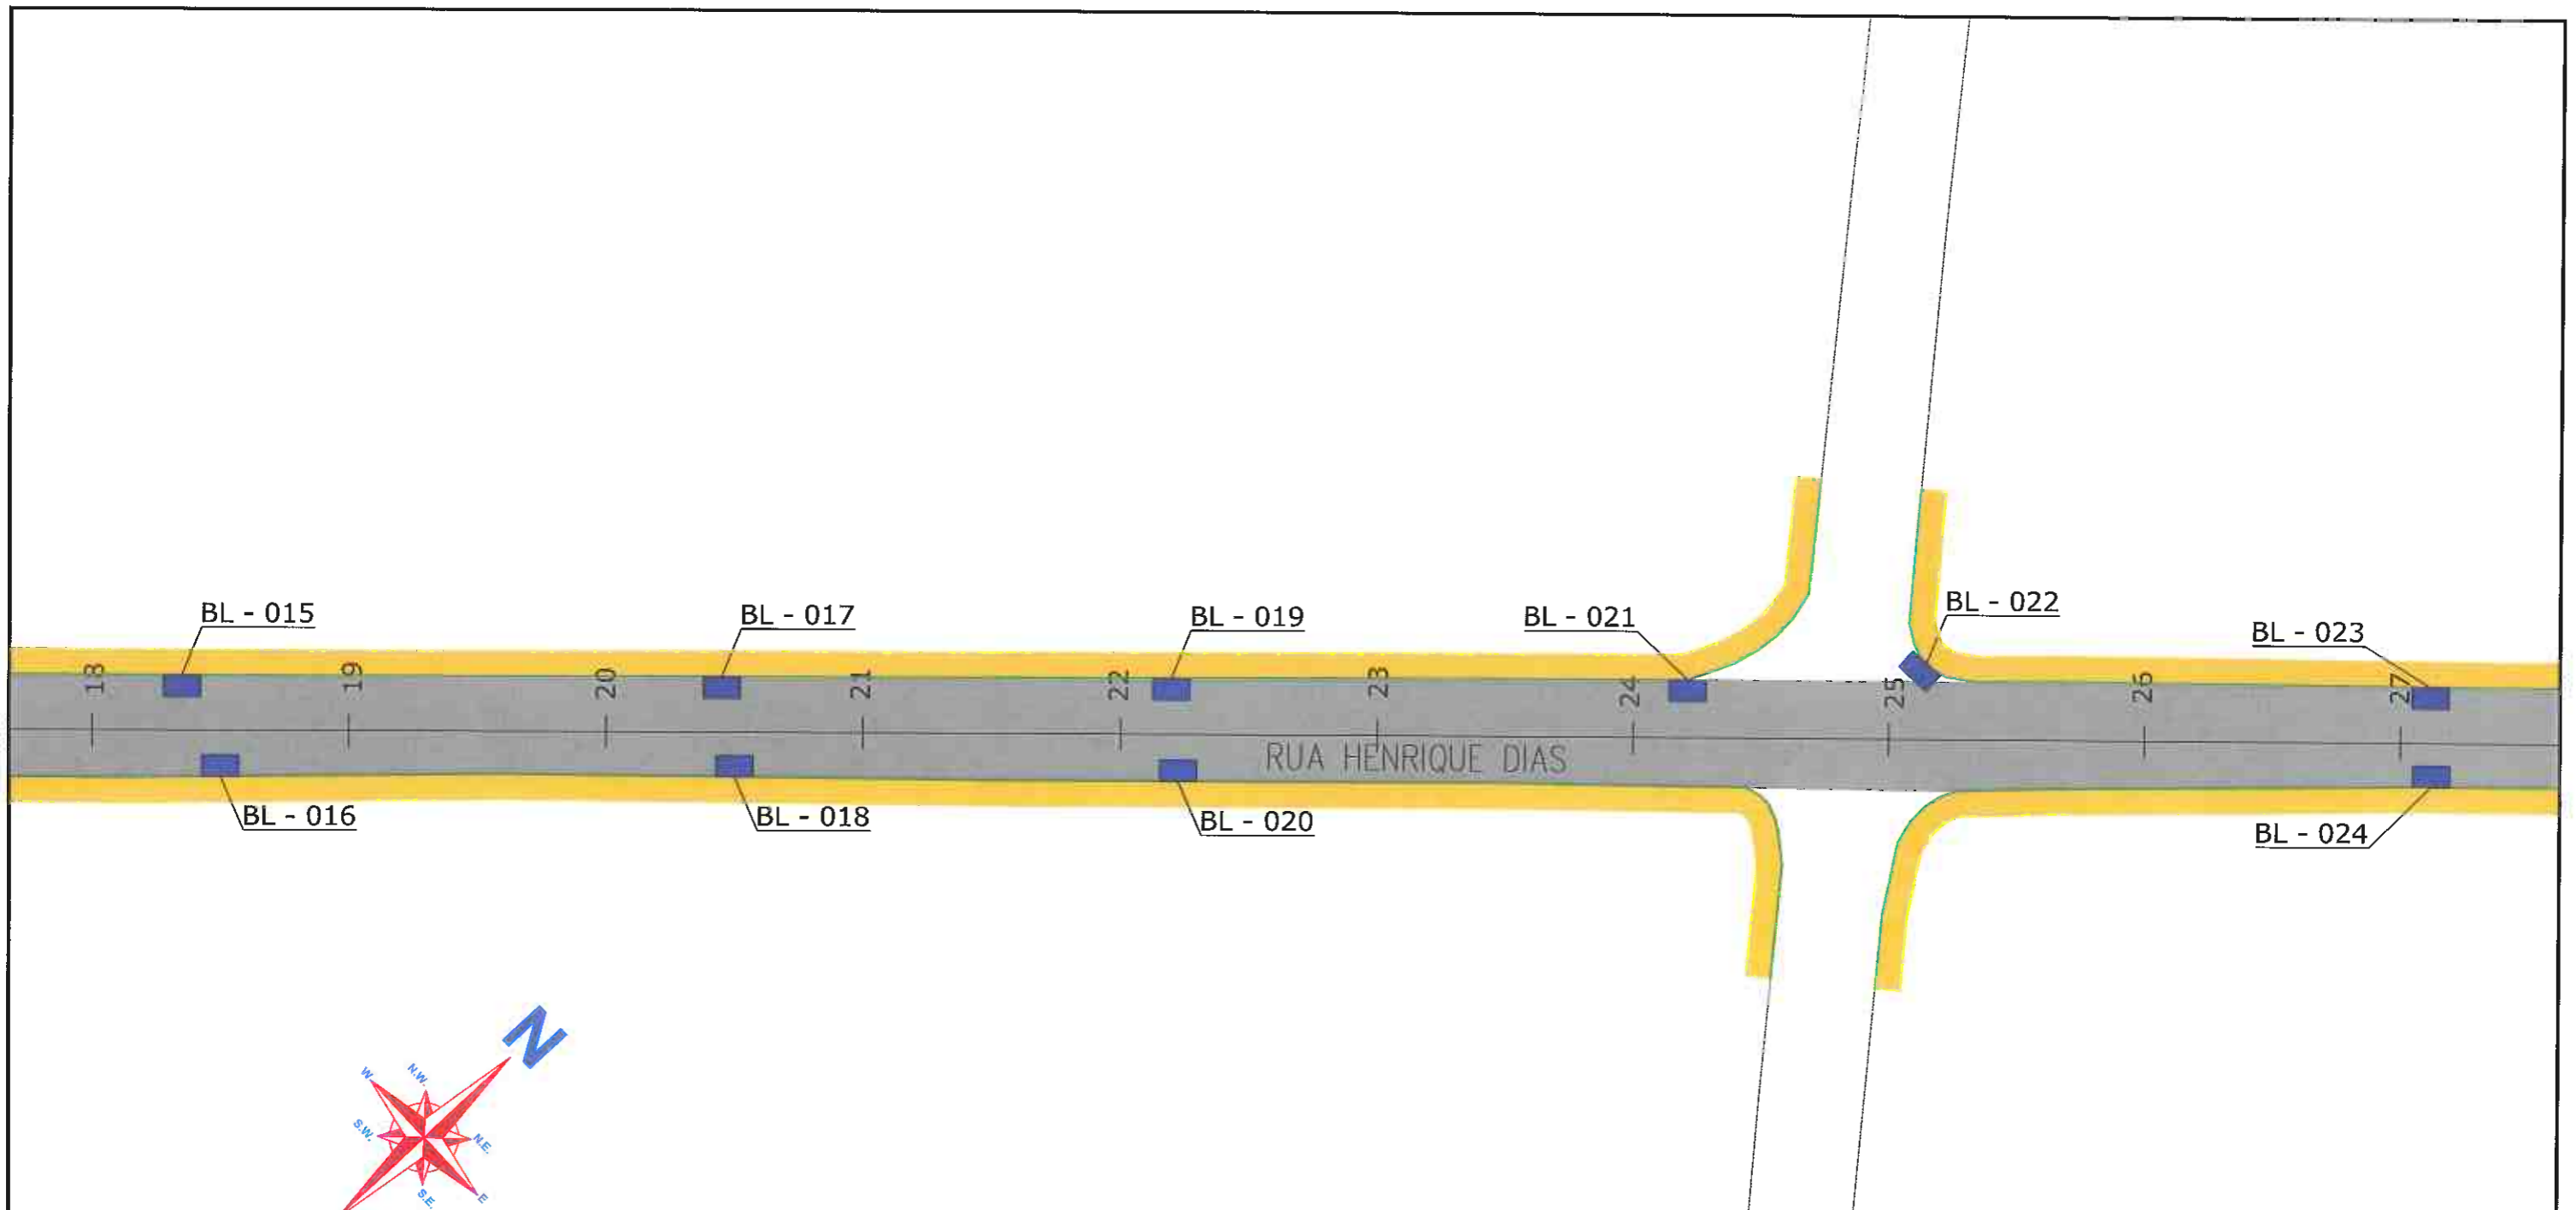 BL - 015
BL - 017
BL - 019
BL - 021
BL - 022
BL - 023
18
19
20
21
22
23
24
25
26
27
RUA HENRIQUE DIAS
BL - 016
BL - 018
BL - 020
BL - 024
N
W.
N.W.
S.W.
N.E.
S.E.
E